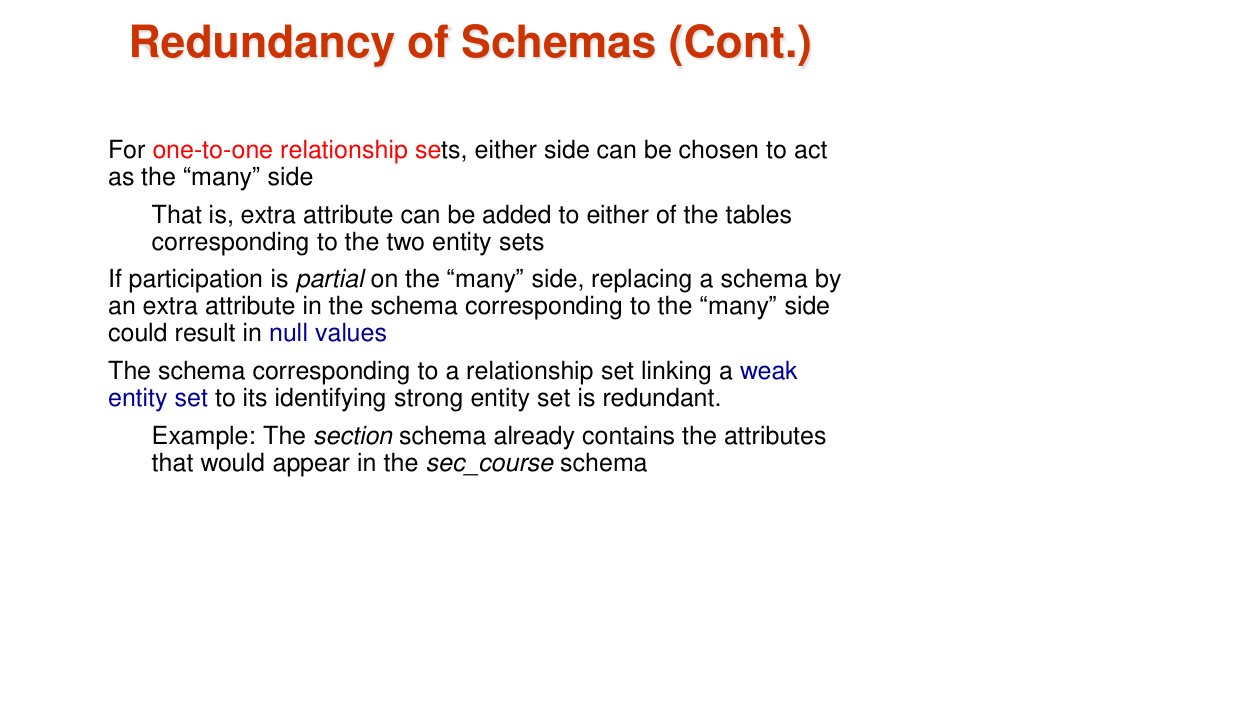 Redundancy of Schemas (Cont.)
For one-to-one relationship sets, either side can be chosen to act
as the “many” side
That is, extra attribute can be added to either of the tables
corresponding to the two entity sets
If participation is partial on the “many” side, replacing a schema by
an extra attribute in the schema corresponding to the “many” side
could result in null values
The schema corresponding to a relationship set linking a weak
entity set to its identifying strong entity set is redundant.
Example: The section schema already contains the attributes
that would appear in the sec_course schema